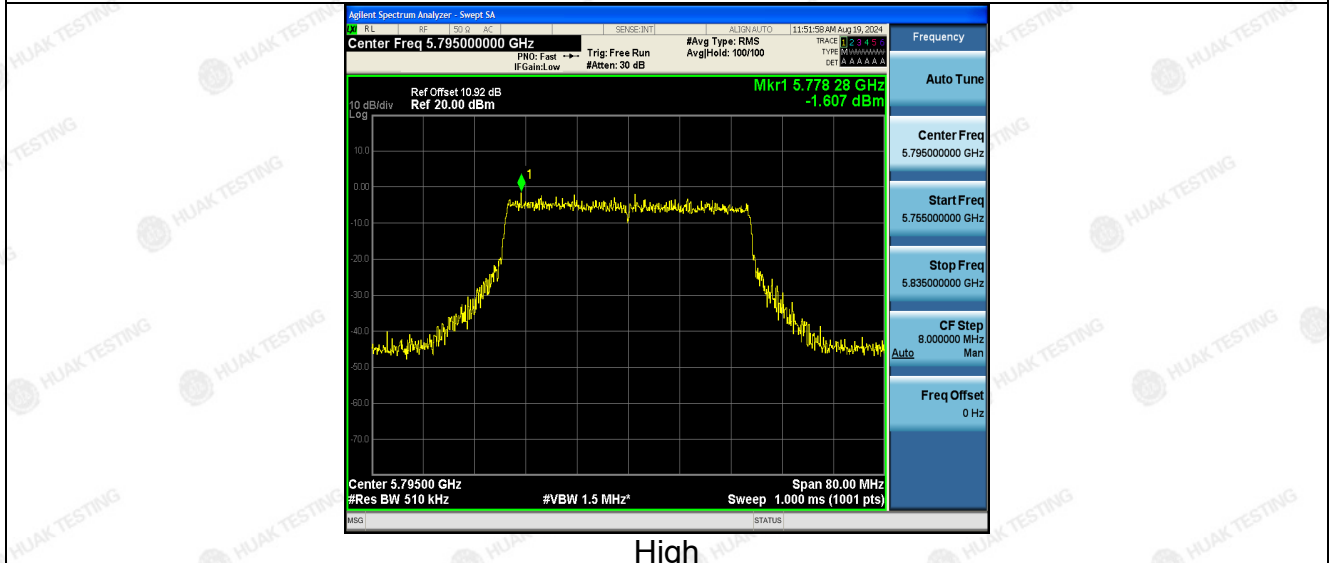 Agilent Spectrum Analyzer - Swept SA
RL RF 50 Ω AC SENSE:INT ALIGN AUTO 11:51:58 AM Aug 19, 2024
Center Freq 5.795000000 GHz
PNO: Fast
IFGain:Low
Trig: Free Run
#Atten: 30 dB
#Avg Type: RMS
Avg|Hold: 100/100
TRACE 1 2 3 4 5 6
TYPE M
DET A A A A A A
Mkr1 5.778 28 GHz
-1.607 dBm
Ref Offset 10.92 dB
10 dB/div Ref 20.00 dBm
Log
10.0
0.00
-10.0
-20.0
-30.0
-40.0
-50.0
-60.0
-70.0
1
Center 5.79500 GHz Span 80.00 MHz
#Res BW 510 kHz #VBW 1.5 MHz* Sweep 1.000 ms (1001 pts)
MSG STATUS
Frequency
Auto Tune
Center Freq
5.795000000 GHz
Start Freq
5.755000000 GHz
Stop Freq
5.835000000 GHz
CF Step
8.000000 MHz
Auto Man
Freq Offset
0 Hz
High
HUAK TESTING